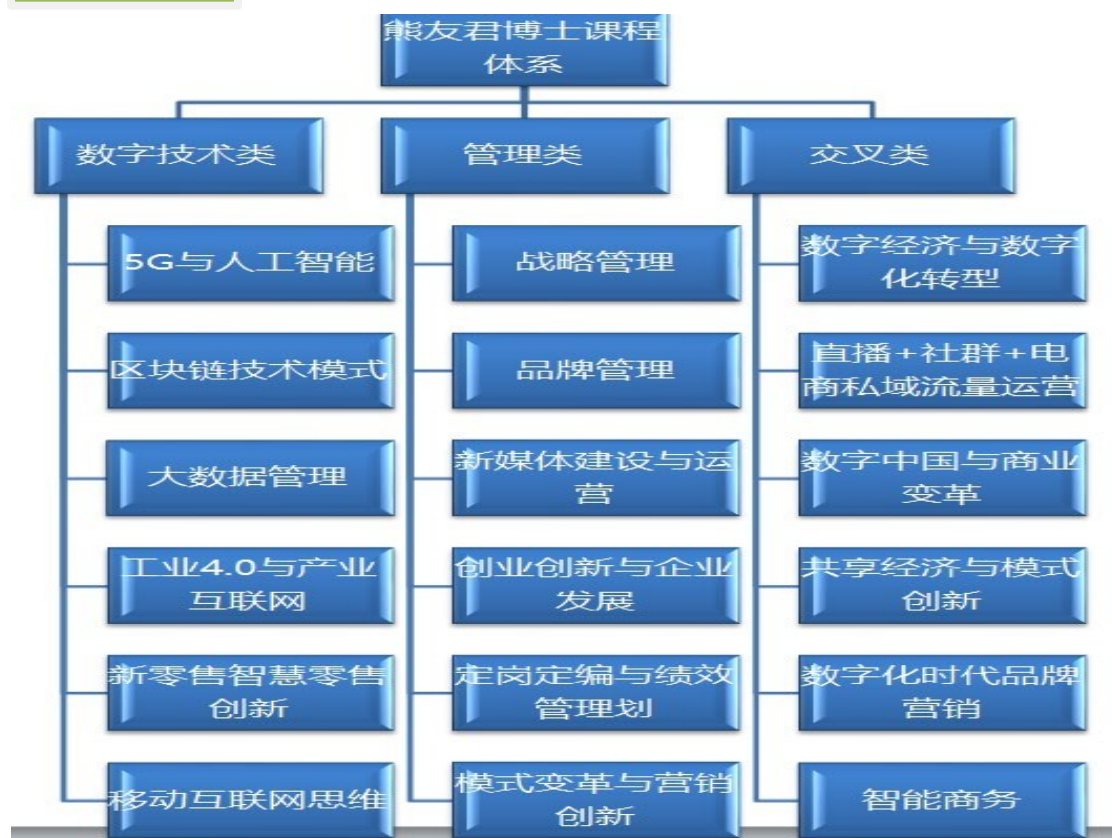 熊友君博士课程
体系
数字技术类
管理类
交叉类
5G与人工智能
区块链技术模式
大数据管理
工业4.0与产业
互联网
新零售智慧零售
创新
移动互联网思维
战略管理
品牌管理
新媒体建设与运
营
创业创新与企业
发展
定岗定编与绩效
管理划
模式变革与营销
创新
数字经济与数字
化转型
直播+社群+电
商私域流量运营
数字中国与商业
变革
共享经济与模式
创新
数字化时代品牌
营销
智能商务